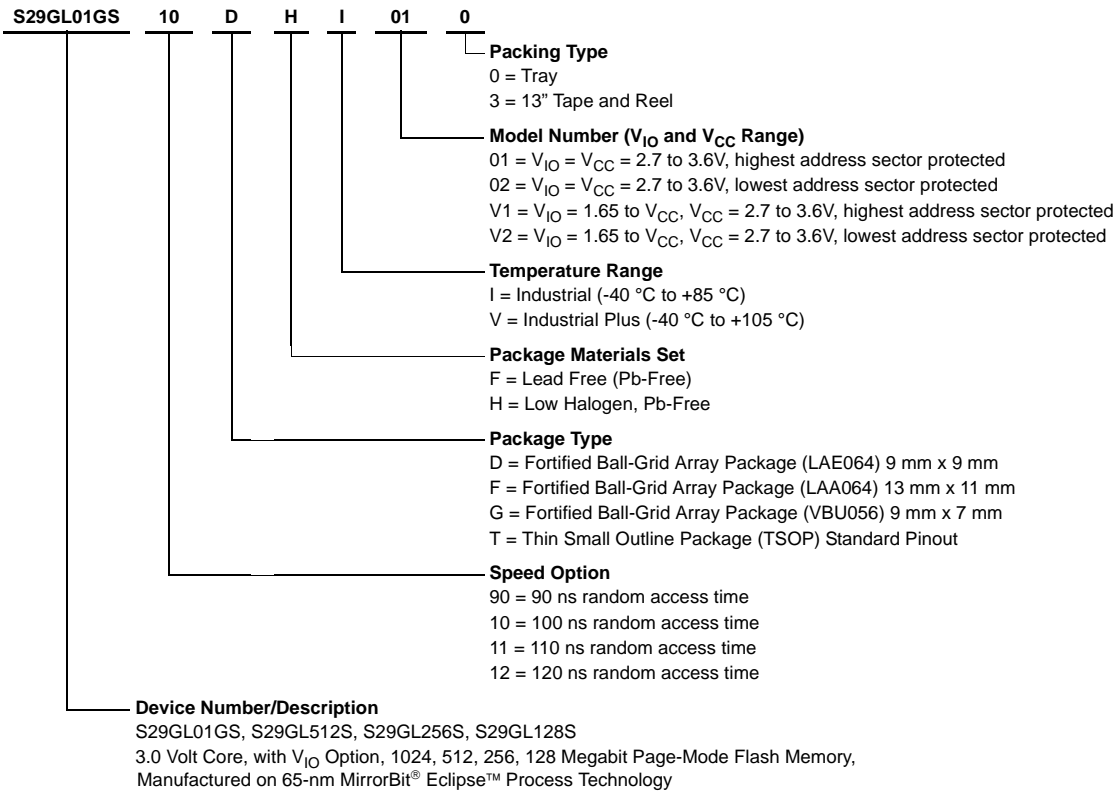 S29GL01GS 10 D H I 01 0
Packing Type
0 = Tray
3 = 13” Tape and Reel
Model Number (VIO and VCC Range)
01 = VIO = VCC = 2.7 to 3.6V, highest address sector protected
02 = VIO = VCC = 2.7 to 3.6V, lowest address sector protected
V1 = VIO = 1.65 to VCC, VCC = 2.7 to 3.6V, highest address sector protected
V2 = VIO = 1.65 to VCC, VCC = 2.7 to 3.6V, lowest address sector protected
Temperature Range
I = Industrial (-40 °C to +85 °C)
V = Industrial Plus (-40 °C to +105 °C)
Package Materials Set
F = Lead Free (Pb-Free)
H = Low Halogen, Pb-Free
Package Type
D = Fortified Ball-Grid Array Package (LAE064) 9 mm x 9 mm
F = Fortified Ball-Grid Array Package (LAA064) 13 mm x 11 mm
G = Fortified Ball-Grid Array Package (VBU056) 9 mm x 7 mm
T = Thin Small Outline Package (TSOP) Standard Pinout
Speed Option
90 = 90 ns random access time
10 = 100 ns random access time
11 = 110 ns random access time
12 = 120 ns random access time
Device Number/Description
S29GL01GS, S29GL512S, S29GL256S, S29GL128S
3.0 Volt Core, with VIO Option, 1024, 512, 256, 128 Megabit Page-Mode Flash Memory,
Manufactured on 65-nm MirrorBit® Eclipse™ Process Technology